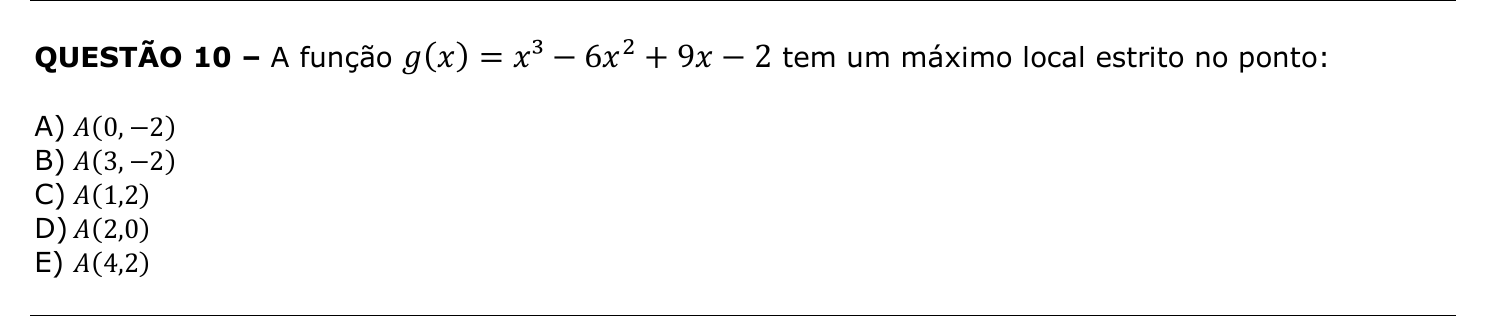 QUESTÃO 10 – A função g(x) = x³ − 6x² + 9x − 2 tem um máximo local estrito no ponto:
A) A(0, −2)
B) A(3, −2)
C) A(1,2)
D) A(2,0)
E) A(4,2)